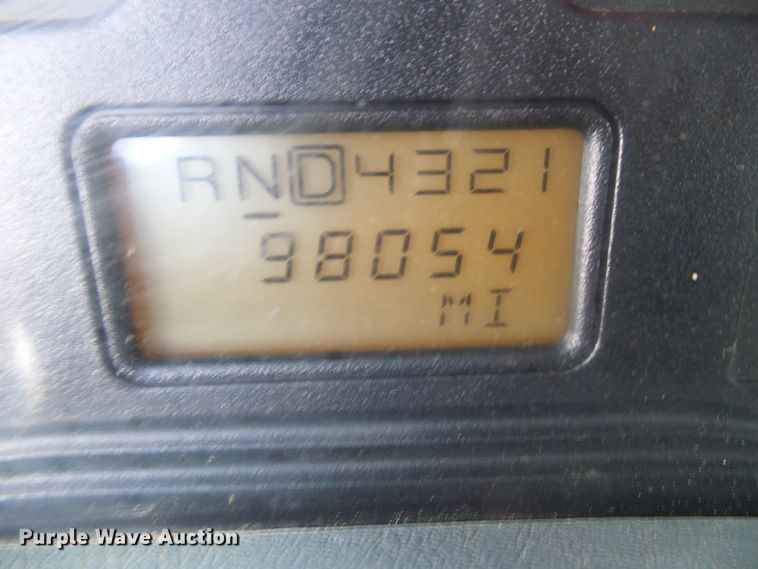 RND4321
98054
MI
Purple Wave Auction